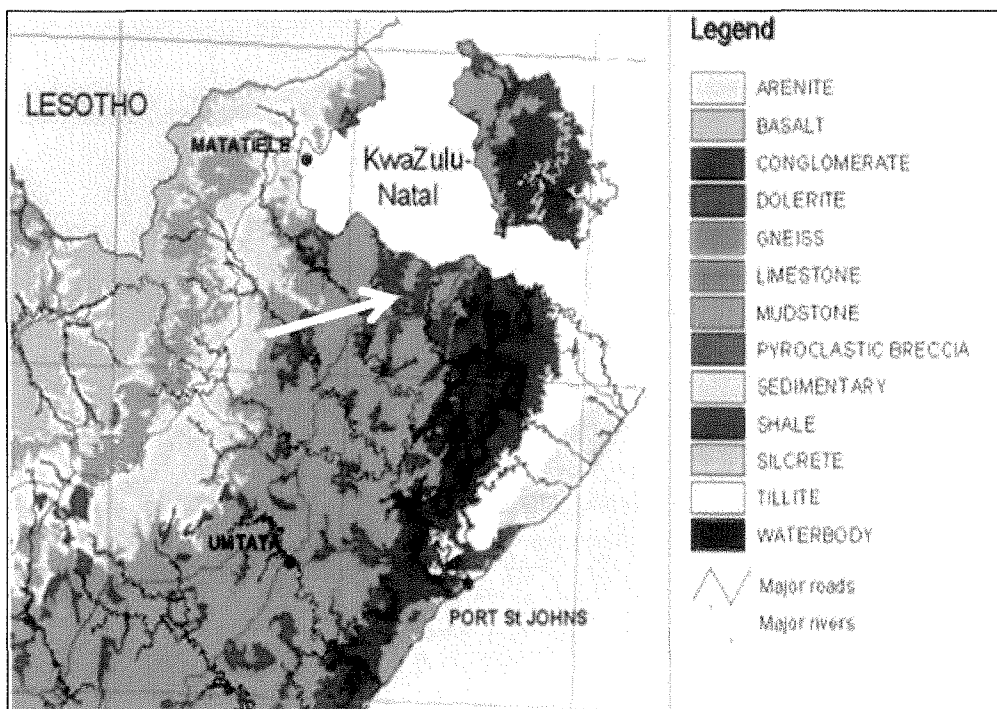 LESOTHO
MATATIELE
KwaZulu-
Natal
UMTATA
PORT St JOHNS
Legend
ARENITE
BASALT
CONGLOMERATE
DOLERITE
GNEISS
LIMESTONE
MUDSTONE
PYROCLASTIC BRECCIA
SEDIMENTARY
SHALE
SILCRETE
TILLITE
WATERBODY
Major roads
Major rivers